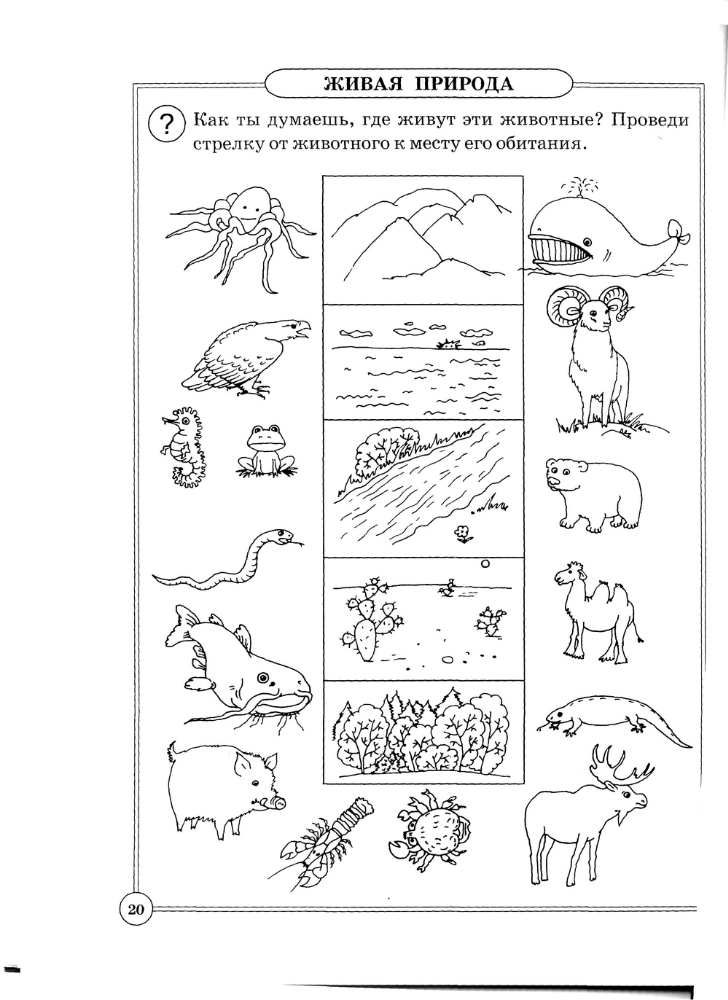 ЖИВАЯ ПРИРОДА
? Как ты думаешь, где живут эти животные? Проведи
стрелку от животного к месту его обитания.
20